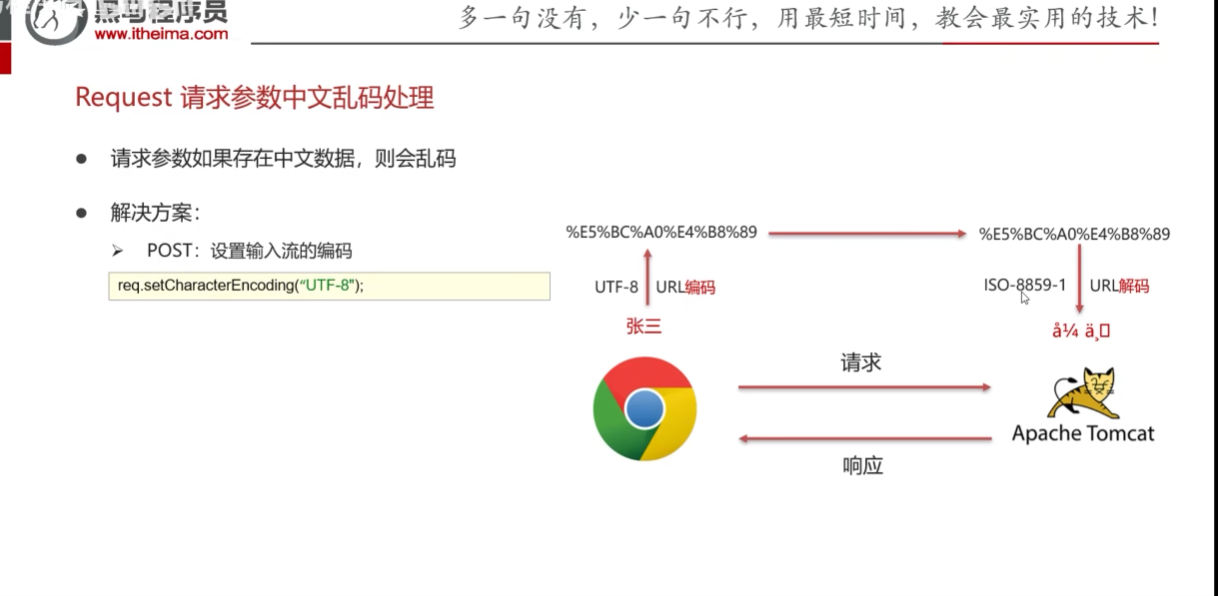 黑马程序员
www.itheima.com
多一句没有，少一句不行，用最短时间，教会最实用的技术！
Request 请求参数中文乱码处理
● 请求参数如果存在中文数据，则会乱码
● 解决方案：
➢ POST：设置输入流的编码
req.setCharacterEncoding(“UTF-8");
%E5%BC%A0%E4%B8%89
%E5%BC%A0%E4%B8%89
UTF-8 URL编码
ISO-8859-1 URL解码
张三
å¼ ä¸
请求
Apache Tomcat
响应